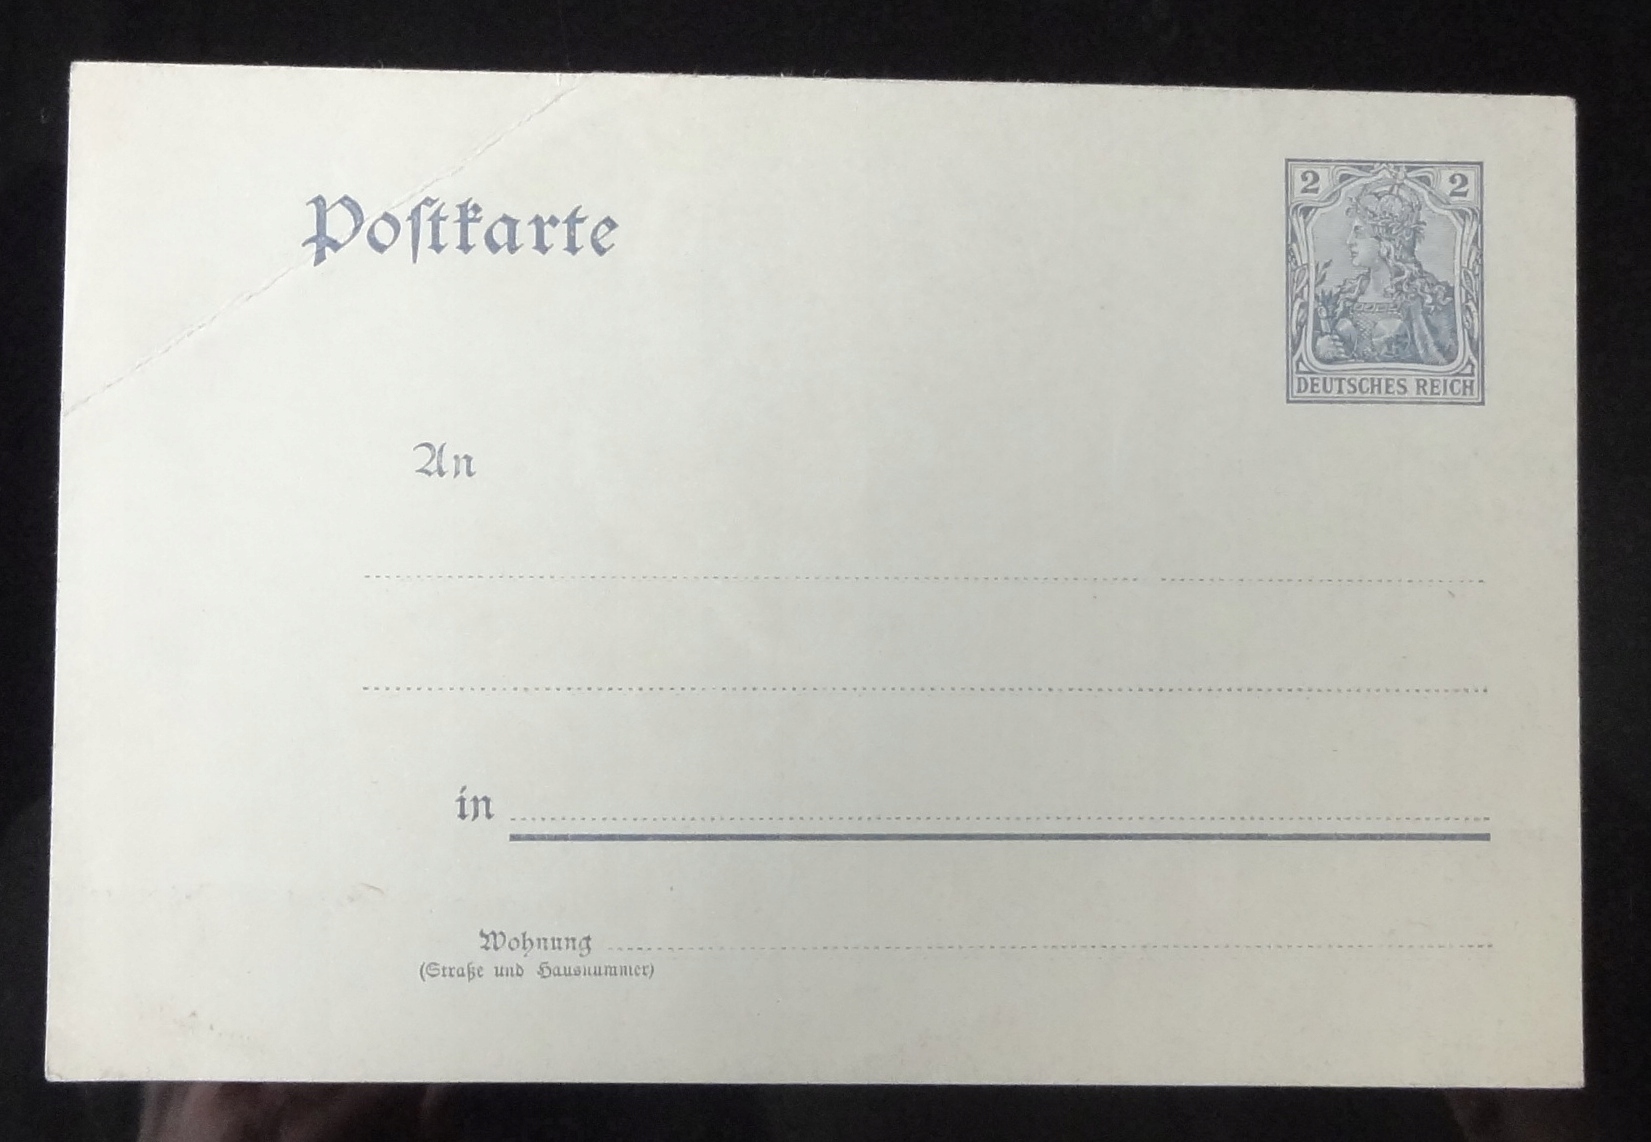 Poſtkarte
2 2
DEUTSCHES REICH
An
in
Wohnung
(Straße und Hausnummer)